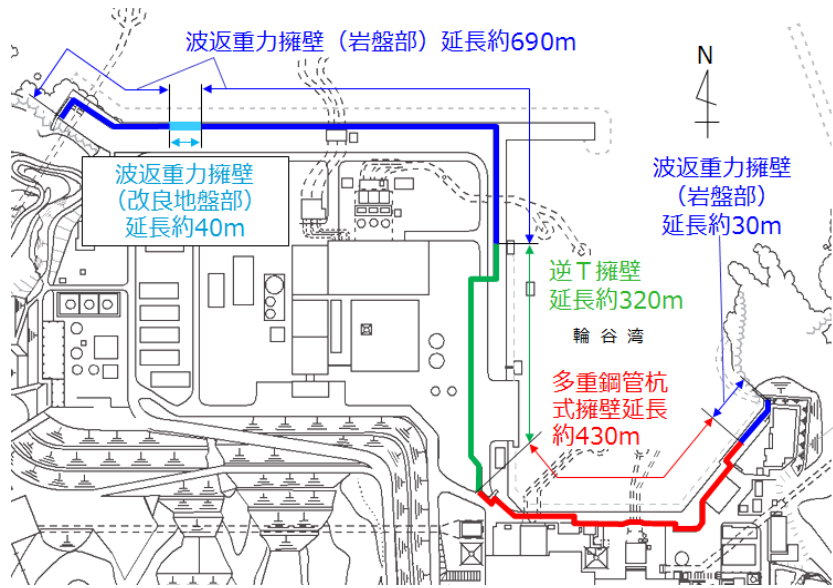 波返重力擁壁（岩盤部）延長約690m
N
波返重力擁壁
（改良地盤部）
延長約40m
波返重力擁壁
（岩盤部）
延長約30m
逆Ｔ擁壁
延長約320m
輪谷湾
多重鋼管杭
式擁壁延長
約430m